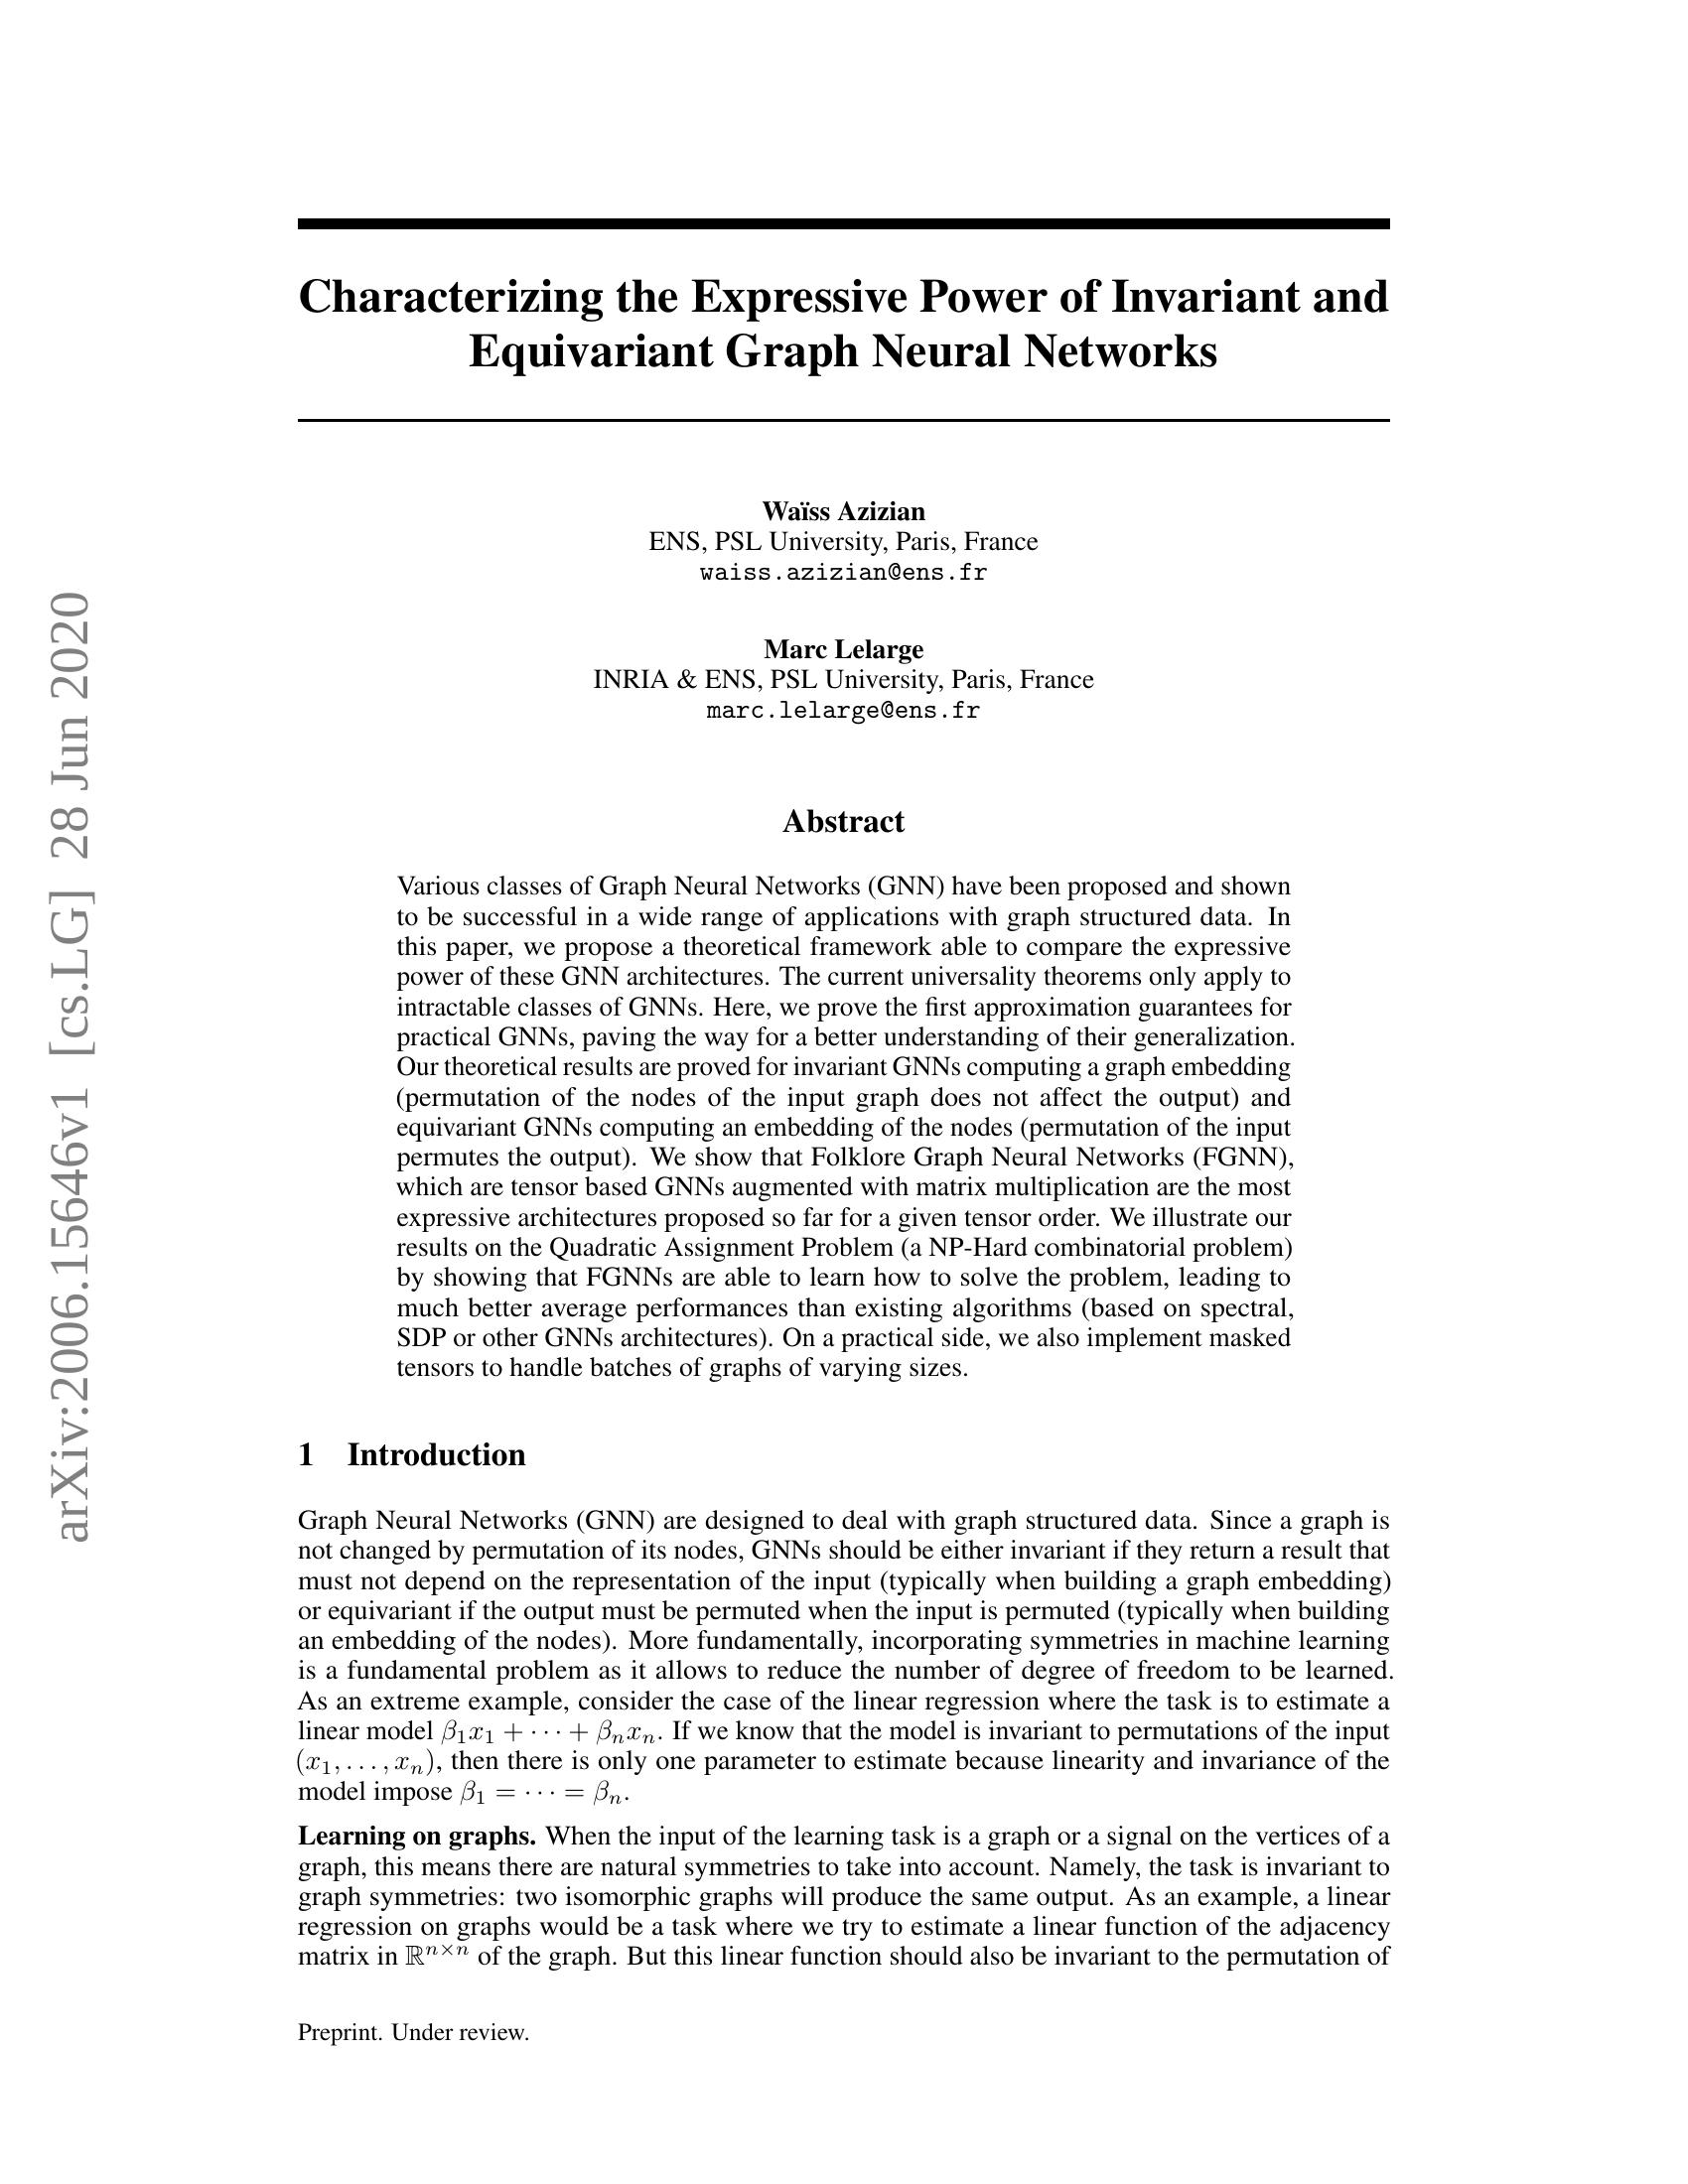 arXiv:2006.15646v1 [cs.LG] 28 Jun 2020
Characterizing the Expressive Power of Invariant and
Equivariant Graph Neural Networks
Waïss Azizian
ENS, PSL University, Paris, France
waiss.azizian@ens.fr
Marc Lelarge
INRIA & ENS, PSL University, Paris, France
marc.lelarge@ens.fr
Abstract
Various classes of Graph Neural Networks (GNN) have been proposed and shown
to be successful in a wide range of applications with graph structured data. In
this paper, we propose a theoretical framework able to compare the expressive
power of these GNN architectures. The current universality theorems only apply to
intractable classes of GNNs. Here, we prove the first approximation guarantees for
practical GNNs, paving the way for a better understanding of their generalization.
Our theoretical results are proved for invariant GNNs computing a graph embedding
(permutation of the nodes of the input graph does not affect the output) and
equivariant GNNs computing an embedding of the nodes (permutation of the input
permutes the output). We show that Folklore Graph Neural Networks (FGNN),
which are tensor based GNNs augmented with matrix multiplication are the most
expressive architectures proposed so far for a given tensor order. We illustrate our
results on the Quadratic Assignment Problem (a NP-Hard combinatorial problem)
by showing that FGNNs are able to learn how to solve the problem, leading to
much better average performances than existing algorithms (based on spectral,
SDP or other GNNs architectures). On a practical side, we also implement masked
tensors to handle batches of graphs of varying sizes.
1 Introduction
Graph Neural Networks (GNN) are designed to deal with graph structured data. Since a graph is
not changed by permutation of its nodes, GNNs should be either invariant if they return a result that
must not depend on the representation of the input (typically when building a graph embedding)
or equivariant if the output must be permuted when the input is permuted (typically when building
an embedding of the nodes). More fundamentally, incorporating symmetries in machine learning
is a fundamental problem as it allows to reduce the number of degree of freedom to be learned.
As an extreme example, consider the case of the linear regression where the task is to estimate a
linear model β₁x₁ + ··· + βₙxₙ. If we know that the model is invariant to permutations of the input
(x₁, . . . , xₙ), then there is only one parameter to estimate because linearity and invariance of the
model impose β₁ = ··· = βₙ.
Learning on graphs. When the input of the learning task is a graph or a signal on the vertices of a
graph, this means there are natural symmetries to take into account. Namely, the task is invariant to
graph symmetries: two isomorphic graphs will produce the same output. As an example, a linear
regression on graphs would be a task where we try to estimate a linear function of the adjacency
matrix in ℝⁿˣⁿ of the graph. But this linear function should also be invariant to the permutation of
Preprint. Under review.